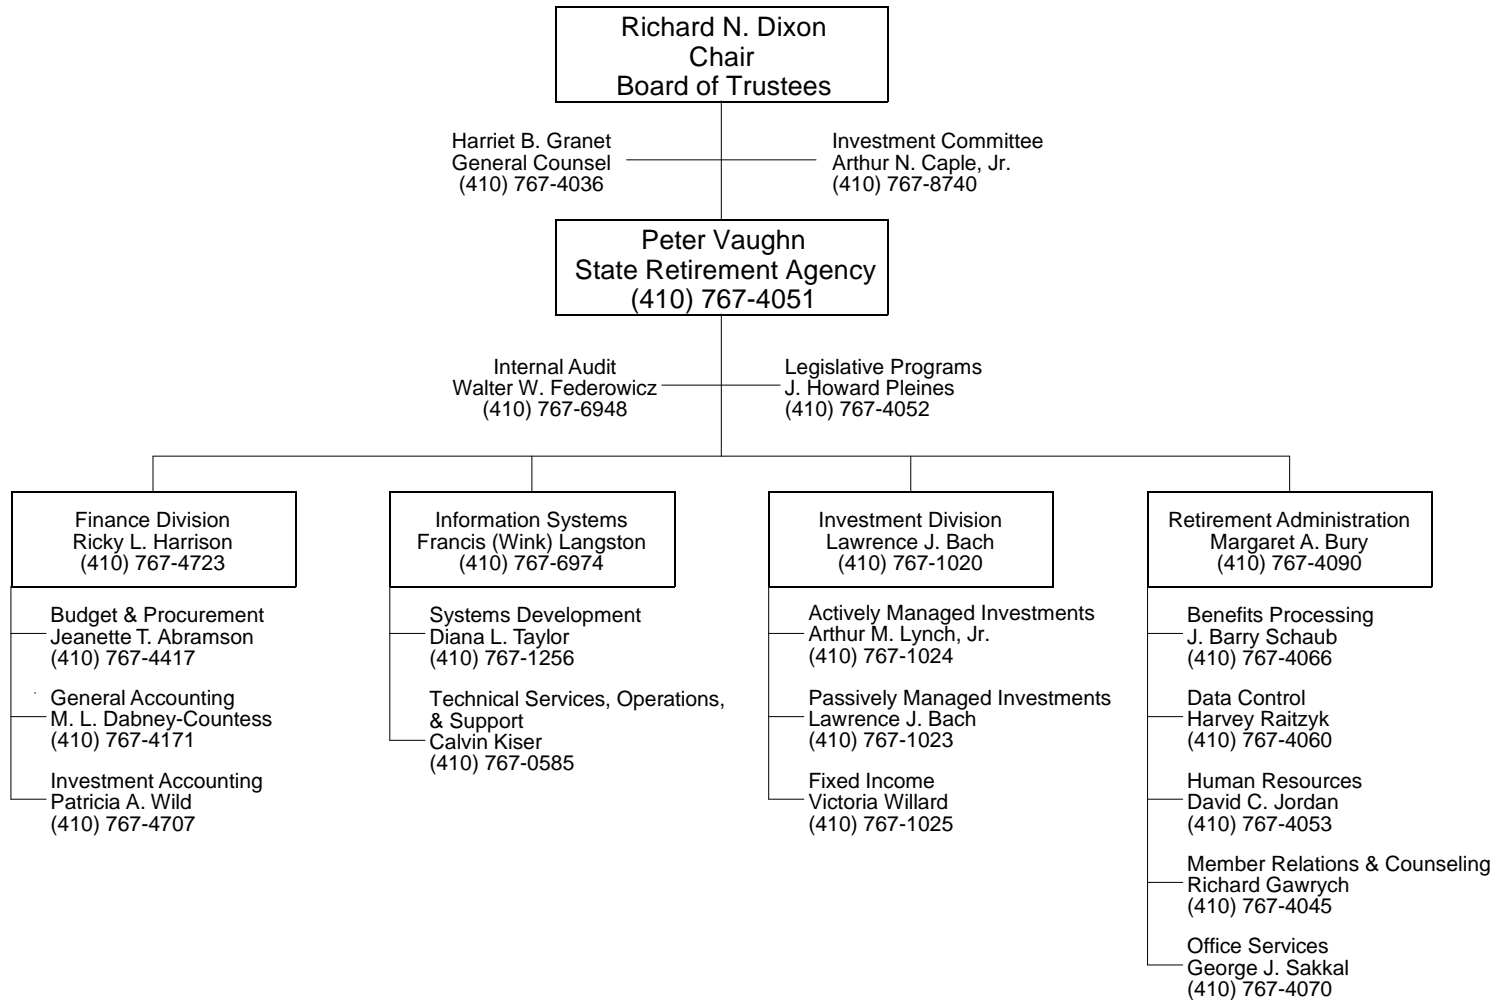 Richard N. Dixon
Chair
Board of Trustees
Harriet B. Granet
General Counsel
(410) 767-4036
Investment Committee
Arthur N. Caple, Jr.
(410) 767-8740
Peter Vaughn
State Retirement Agency
(410) 767-4051
Internal Audit
Walter W. Federowicz
(410) 767-6948
Legislative Programs
J. Howard Pleines
(410) 767-4052
Finance Division
Ricky L. Harrison
(410) 767-4723
Budget & Procurement
Jeanette T. Abramson
(410) 767-4417
General Accounting
M. L. Dabney-Countess
(410) 767-4171
Investment Accounting
Patricia A. Wild
(410) 767-4707
Information Systems
Francis (Wink) Langston
(410) 767-6974
Systems Development
Diana L. Taylor
(410) 767-1256
Technical Services, Operations,
& Support
Calvin Kiser
(410) 767-0585
Investment Division
Lawrence J. Bach
(410) 767-1020
Actively Managed Investments
Arthur M. Lynch, Jr.
(410) 767-1024
Passively Managed Investments
Lawrence J. Bach
(410) 767-1023
Fixed Income
Victoria Willard
(410) 767-1025
Retirement Administration
Margaret A. Bury
(410) 767-4090
Benefits Processing
J. Barry Schaub
(410) 767-4066
Data Control
Harvey Raitzyk
(410) 767-4060
Human Resources
David C. Jordan
(410) 767-4053
Member Relations & Counseling
Richard Gawrych
(410) 767-4045
Office Services
George J. Sakkal
(410) 767-4070